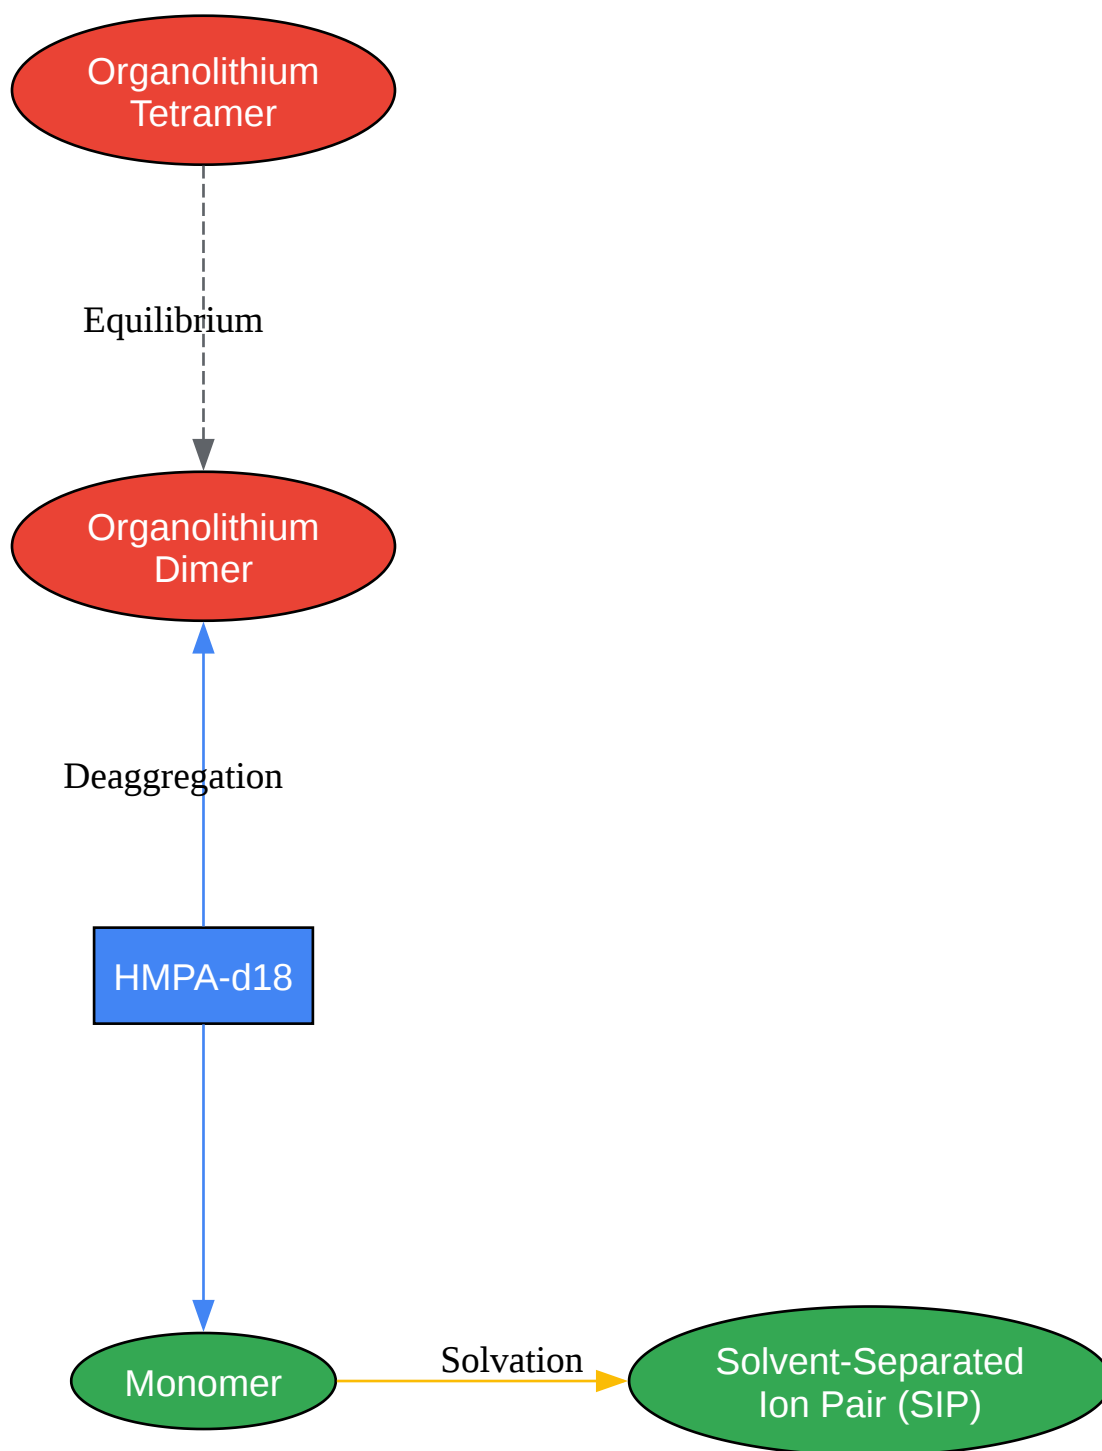 Organolithium
Tetramer
Equilibrium
Organolithium
Dimer
Deaggregation
HMPA-d18
Monomer
Solvation
Solvent-Separated
Ion Pair (SIP)